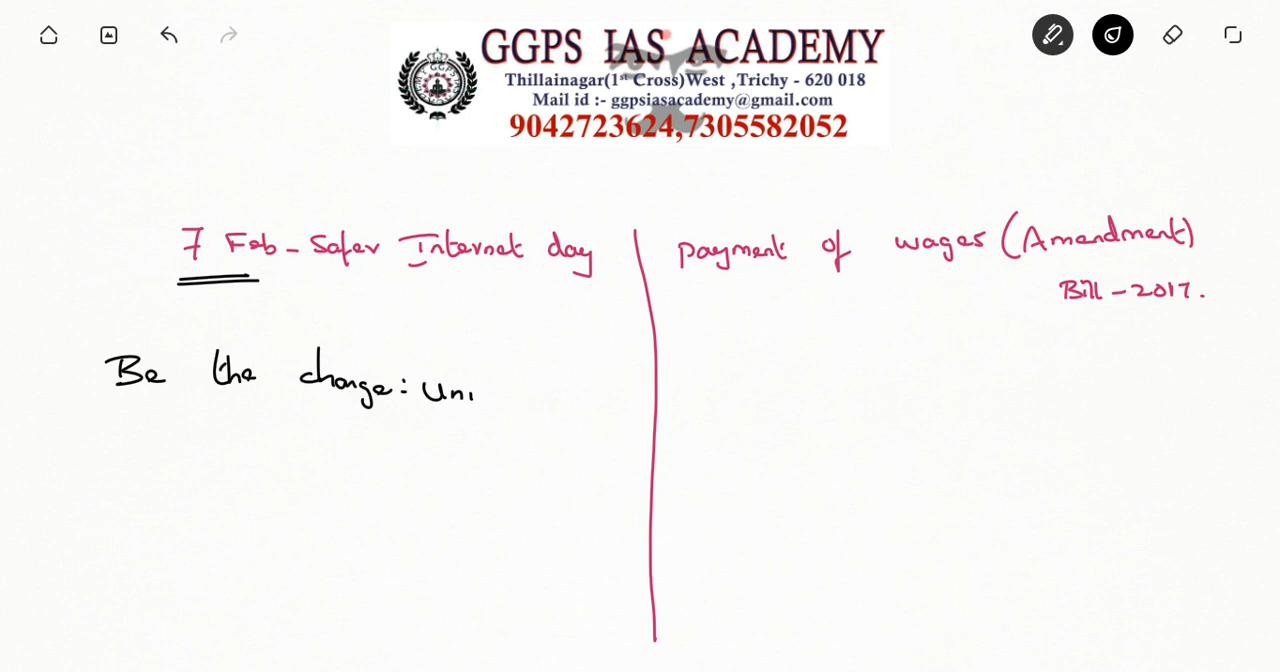 GGPS IAS ACADEMY
Thillainagar(1st Cross)West ,Trichy - 620 018
Mail id :- ggpsiasacademy@gmail.com
9042723624,7305582052
7 Feb - Safer Internet day
Be the change: Uni
payment of wages (Amendment)
Bill - 2017.